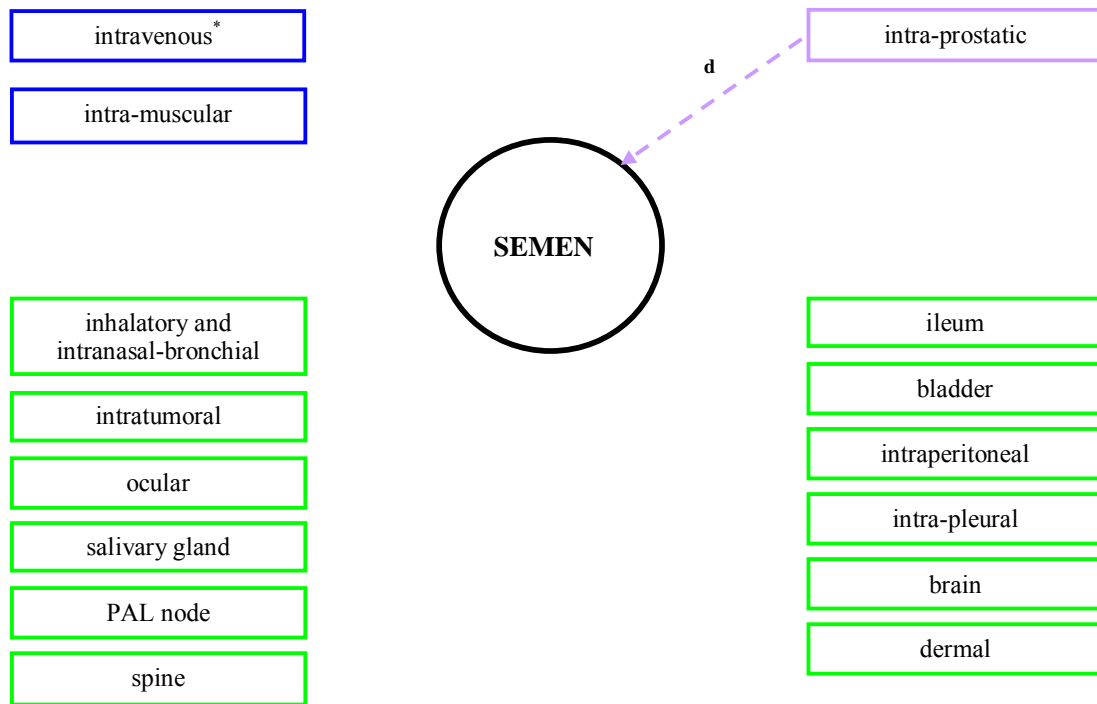 intravenous*
intra-muscular
intra-prostatic
d
SEMEN
inhalatory and
intranasal-bronchial
intratumoral
ocular
salivary gland
PAL node
spine
ileum
bladder
intraperitoneal
intra-pleural
brain
dermal